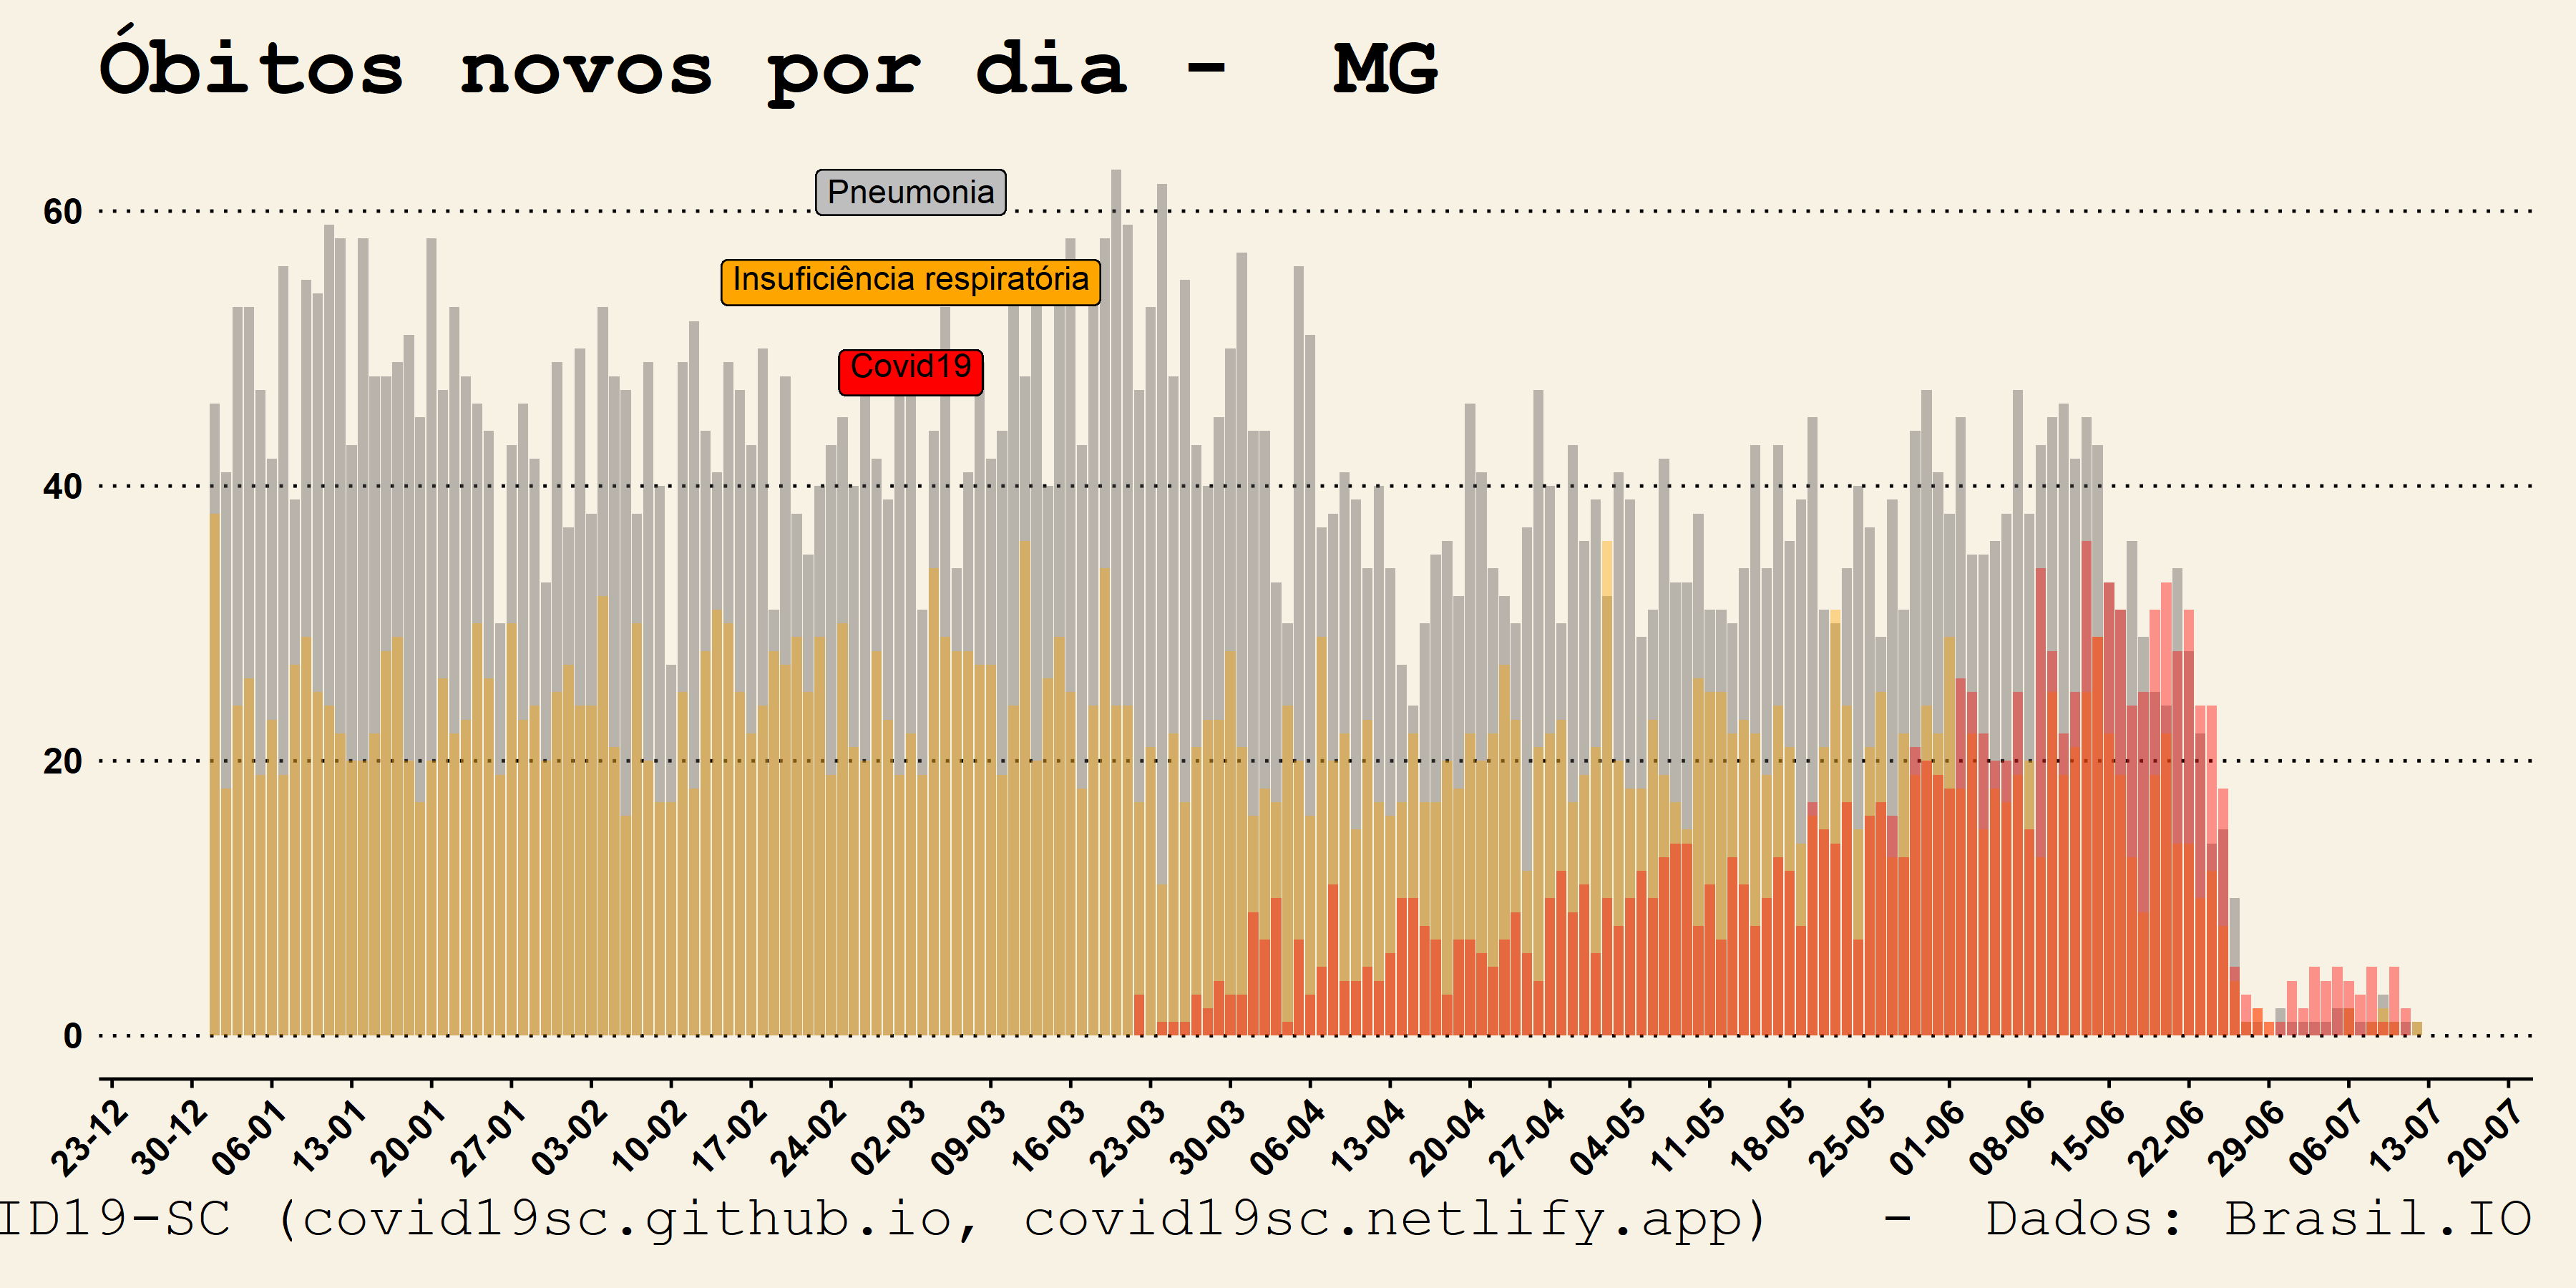 Óbitos novos por dia - MG
Pneumonia
Insuficiência respiratória
Covid19
60
40
20
0
23-12 30-12 06-01 13-01 20-01 27-01 03-02 10-02 17-02 24-02 02-03 09-03 16-03 23-03 30-03 06-04 13-04 20-04 27-04 04-05 11-05 18-05 25-05 01-06 08-06 15-06 22-06 29-06 06-07 13-07 20-07
ID19-SC (covid19sc.github.io, covid19sc.netlify.app) - Dados: Brasil.IO